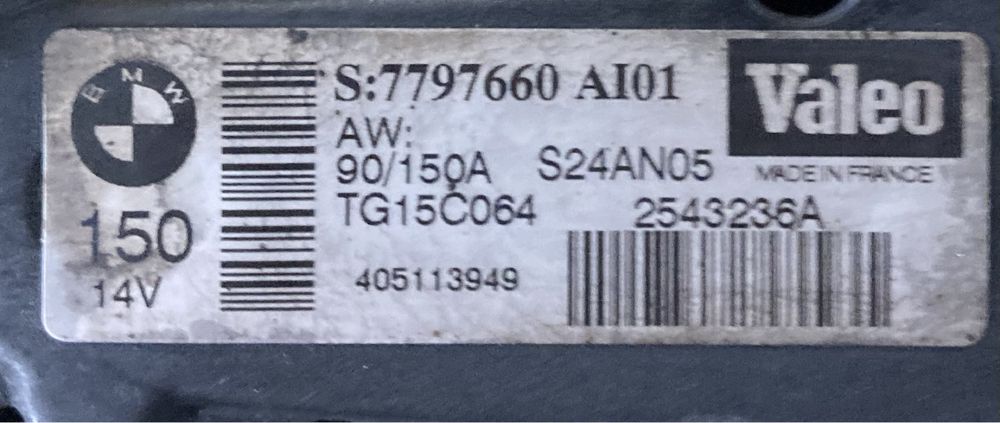 BMW
150
14V
S:7797660 AI01
AW:
90/150A S24AN05
TG15C064 2543236A
405113949
Valeo
MADE IN FRANCE